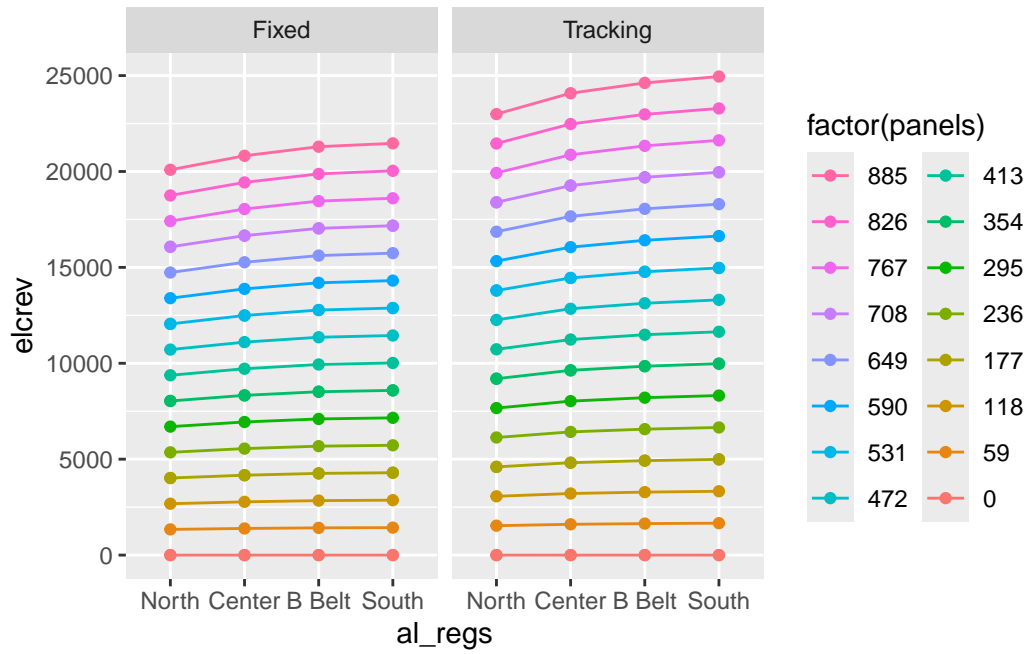 Fixed
Tracking
25000
20000
15000
10000
5000
0
elcrev
North Center B Belt South
North Center B Belt South
al_regs
factor(panels)
885 413
826 354
767 295
708 236
649 177
590 118
531 59
472 0